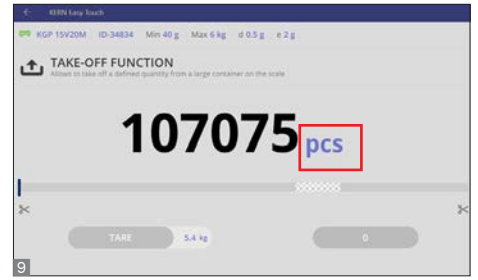 ← KERN Easy Touch
KGP 15V20M ID-34834 Min 40 g Max 6 kg d 0.5 g e 2 g
TAKE-OFF FUNCTION
Allows to take off a defined quantity from a large container on the scale
107075 pcs
TARE 5.4 kg 0
9